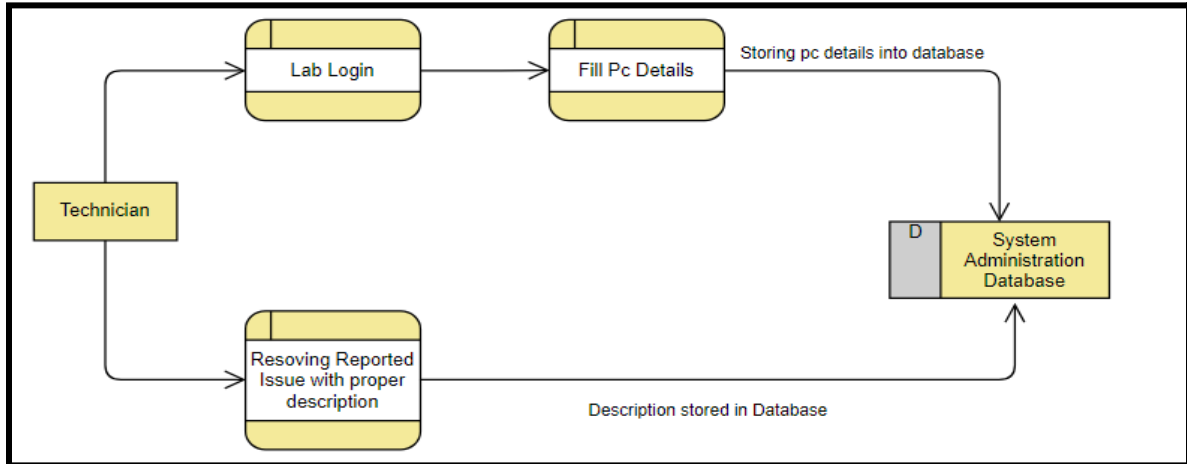 Lab Login
Fill Pc Details
Storing pc details into database
Technician
D
System
Administration
Database
Resoving Reported
Issue with proper
description
Description stored in Database